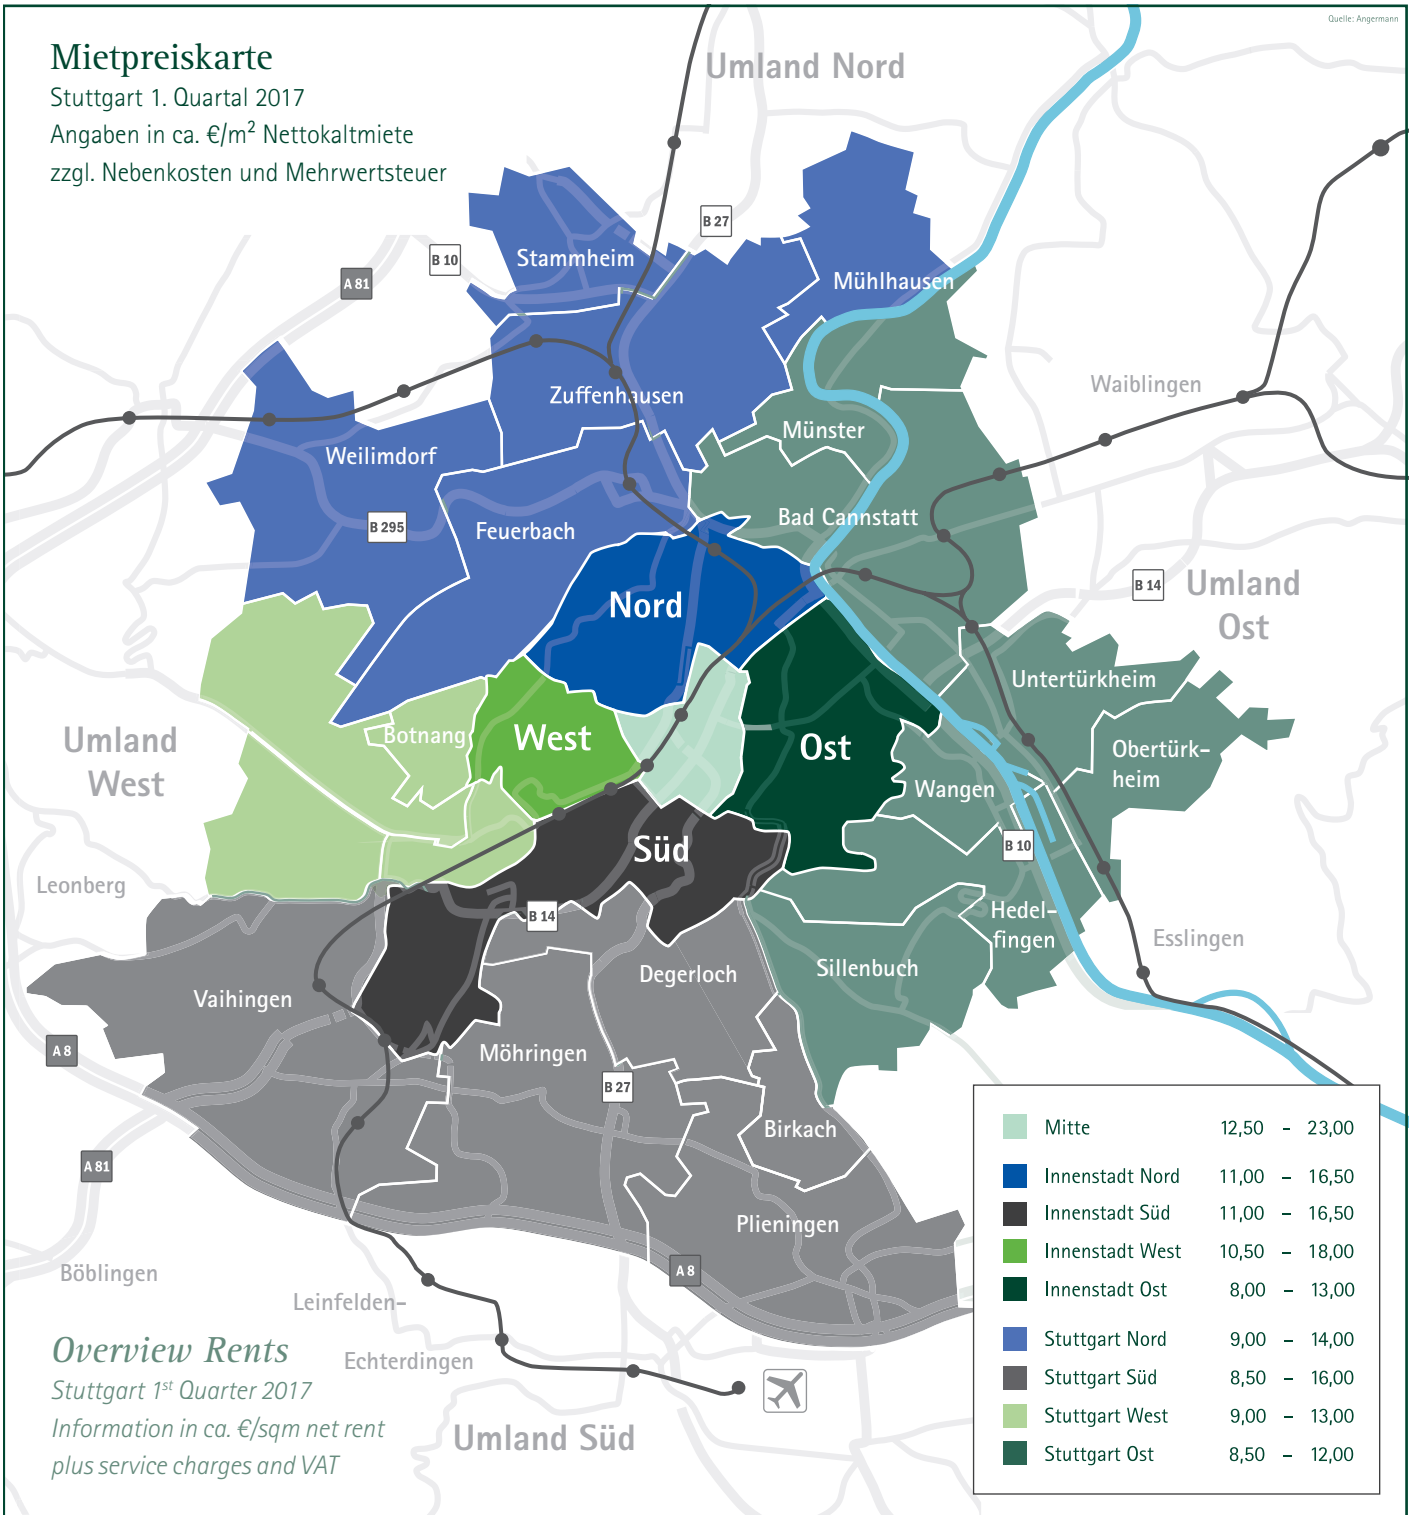 Quelle: Angermann
Mietpreiskarte
Stuttgart 1. Quartal 2017
Angaben in ca. €/m² Nettokaltmiete
zzgl. Nebenkosten und Mehrwertsteuer
Umland Nord
B 27
B 10
A 81
Stammheim
Mühlhausen
Waiblingen
Zuffenhausen
Münster
Weilimdorf
B 295
Feuerbach
Bad Cannstatt
Nord
B 14
Umland
Ost
Untertürkheim
Obertürk-
heim
Umland
West
Botnang
West
Ost
Wangen
Süd
B 10
Leonberg
B 14
Hedel-
fingen
Esslingen
Sillenbuch
Degerloch
Vaihingen
A 8
Möhringen
B 27
Birkach
A 81
Plieningen
A 8
Böblingen
Leinfelden-
Echterdingen
Umland Süd
Overview Rents
Stuttgart 1st Quarter 2017
Information in ca. €/sqm net rent
plus service charges and VAT
Mitte 12,50 – 23,00
Innenstadt Nord 11,00 – 16,50
Innenstadt Süd 11,00 – 16,50
Innenstadt West 10,50 – 18,00
Innenstadt Ost 8,00 – 13,00
Stuttgart Nord 9,00 – 14,00
Stuttgart Süd 8,50 – 16,00
Stuttgart West 9,00 – 13,00
Stuttgart Ost 8,50 – 12,00